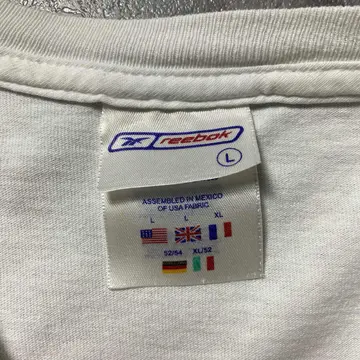 Reebok
L
ASSEMBLED IN MEXICO
OF USA FABRIC
L L XL
52/54 XL/52